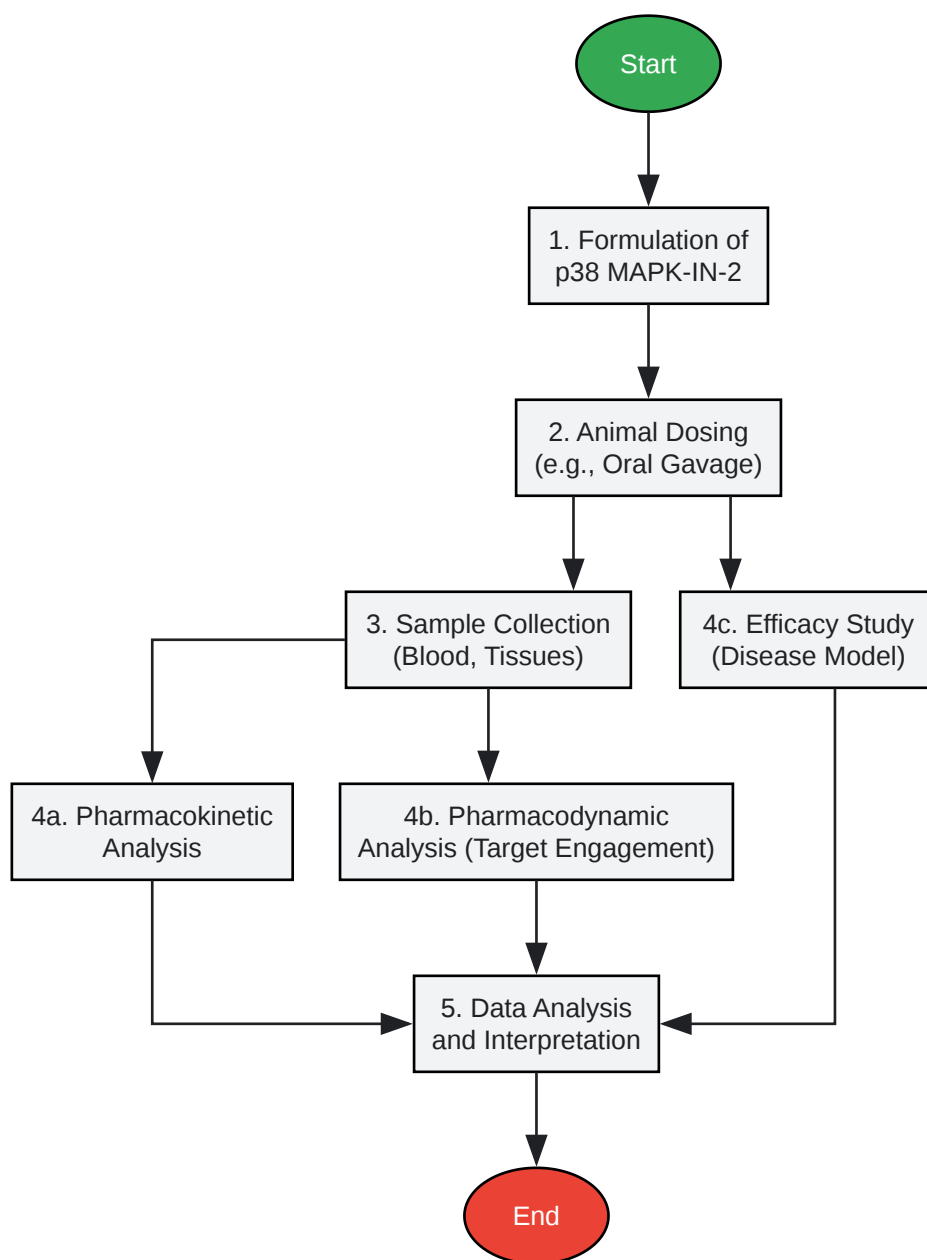 Start
1. Formulation of
p38 MAPK-IN-2
2. Animal Dosing
(e.g., Oral Gavage)
3. Sample Collection
(Blood, Tissues)
4c. Efficacy Study
(Disease Model)
4a. Pharmacokinetic
Analysis
4b. Pharmacodynamic
Analysis (Target Engagement)
5. Data Analysis
and Interpretation
End